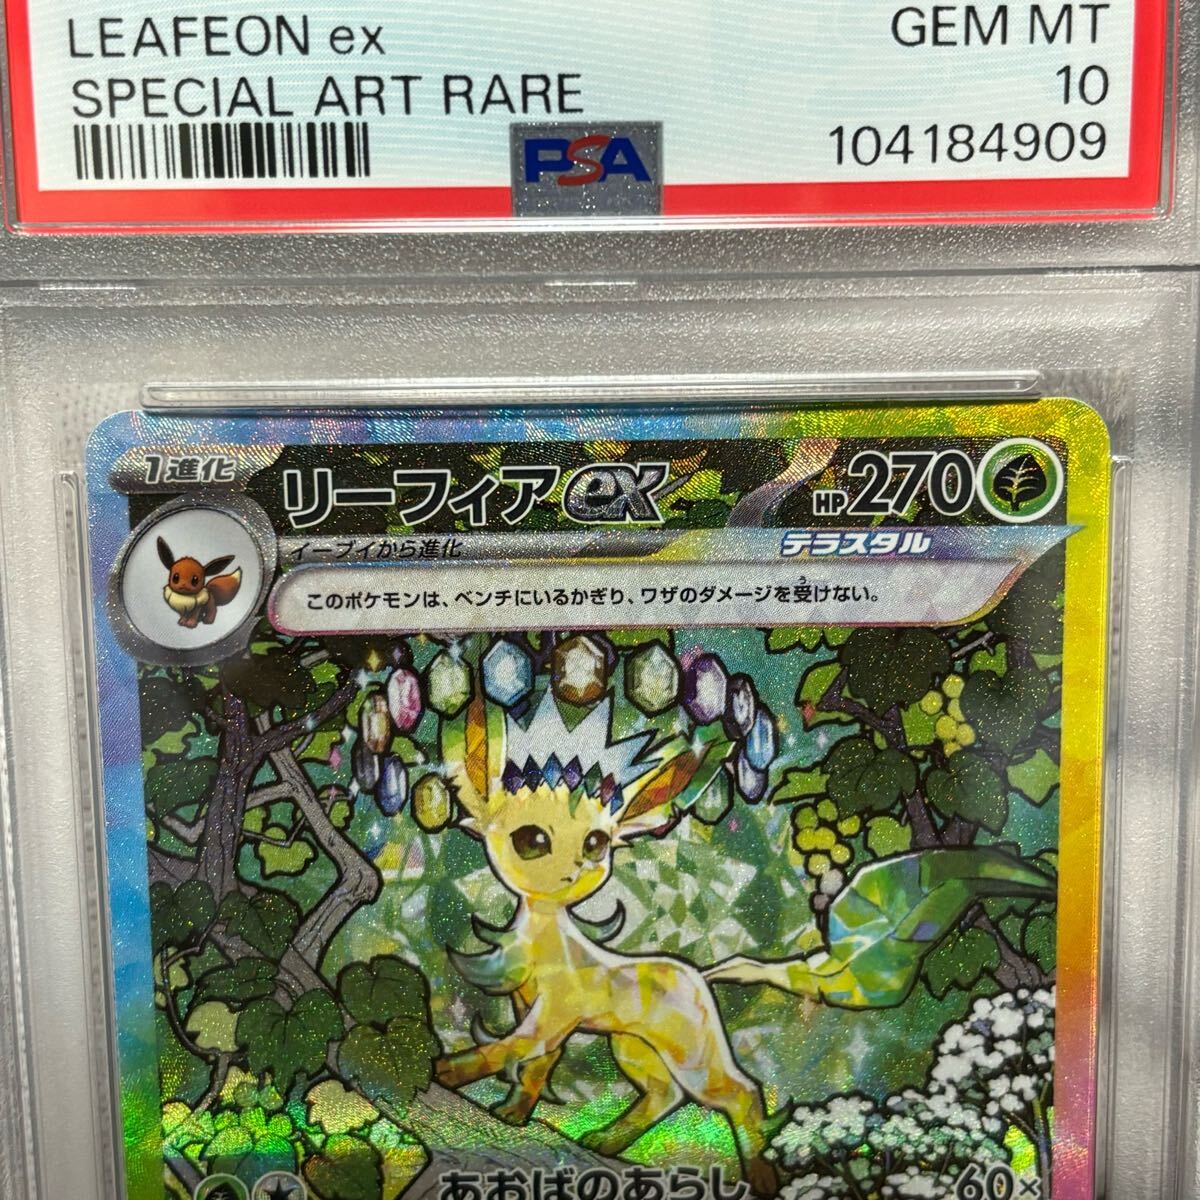 LEAFEON ex
GEM MT
SPECIAL ART RARE
10
PSA
104184909
1進化
リーフィアex
HP270
イーブイから進化
テラスタル
このポケモンは、ベンチにいるかぎり、ワザのダメージを受けない。
う
あおばのあらし
60×